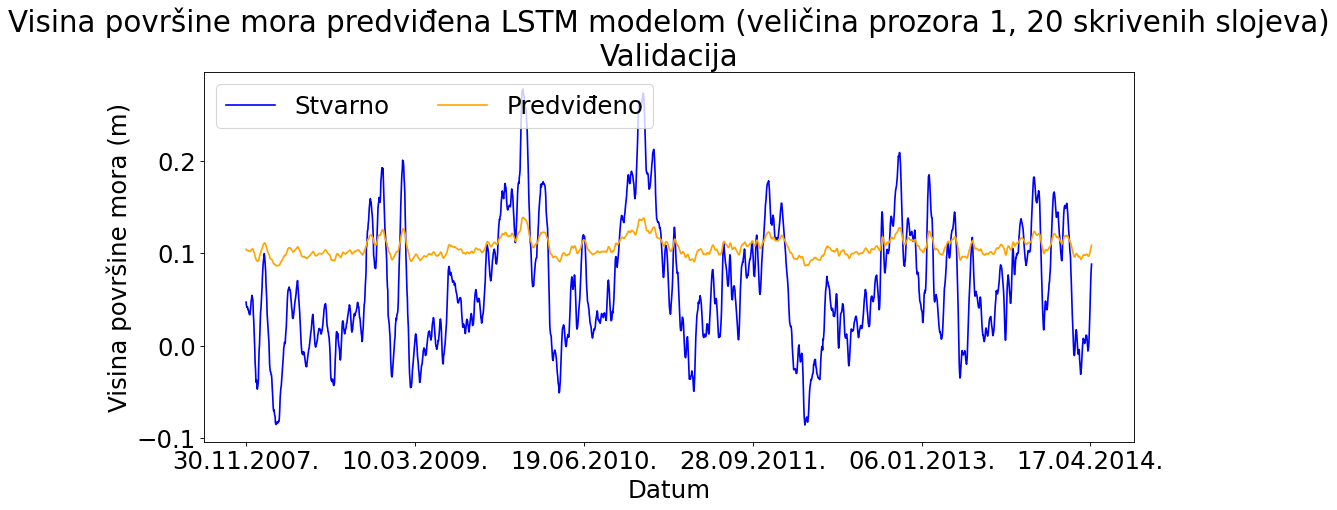 Visina površine mora predviđena LSTM modelom (veličina prozora 1, 20 skrivenih slojeva)
Validacija
Stvarno Predviđeno
Visina površine mora (m)
0.2
0.1
0.0
−0.1
30.11.2007. 10.03.2009. 19.06.2010. 28.09.2011. 06.01.2013. 17.04.2014.
Datum